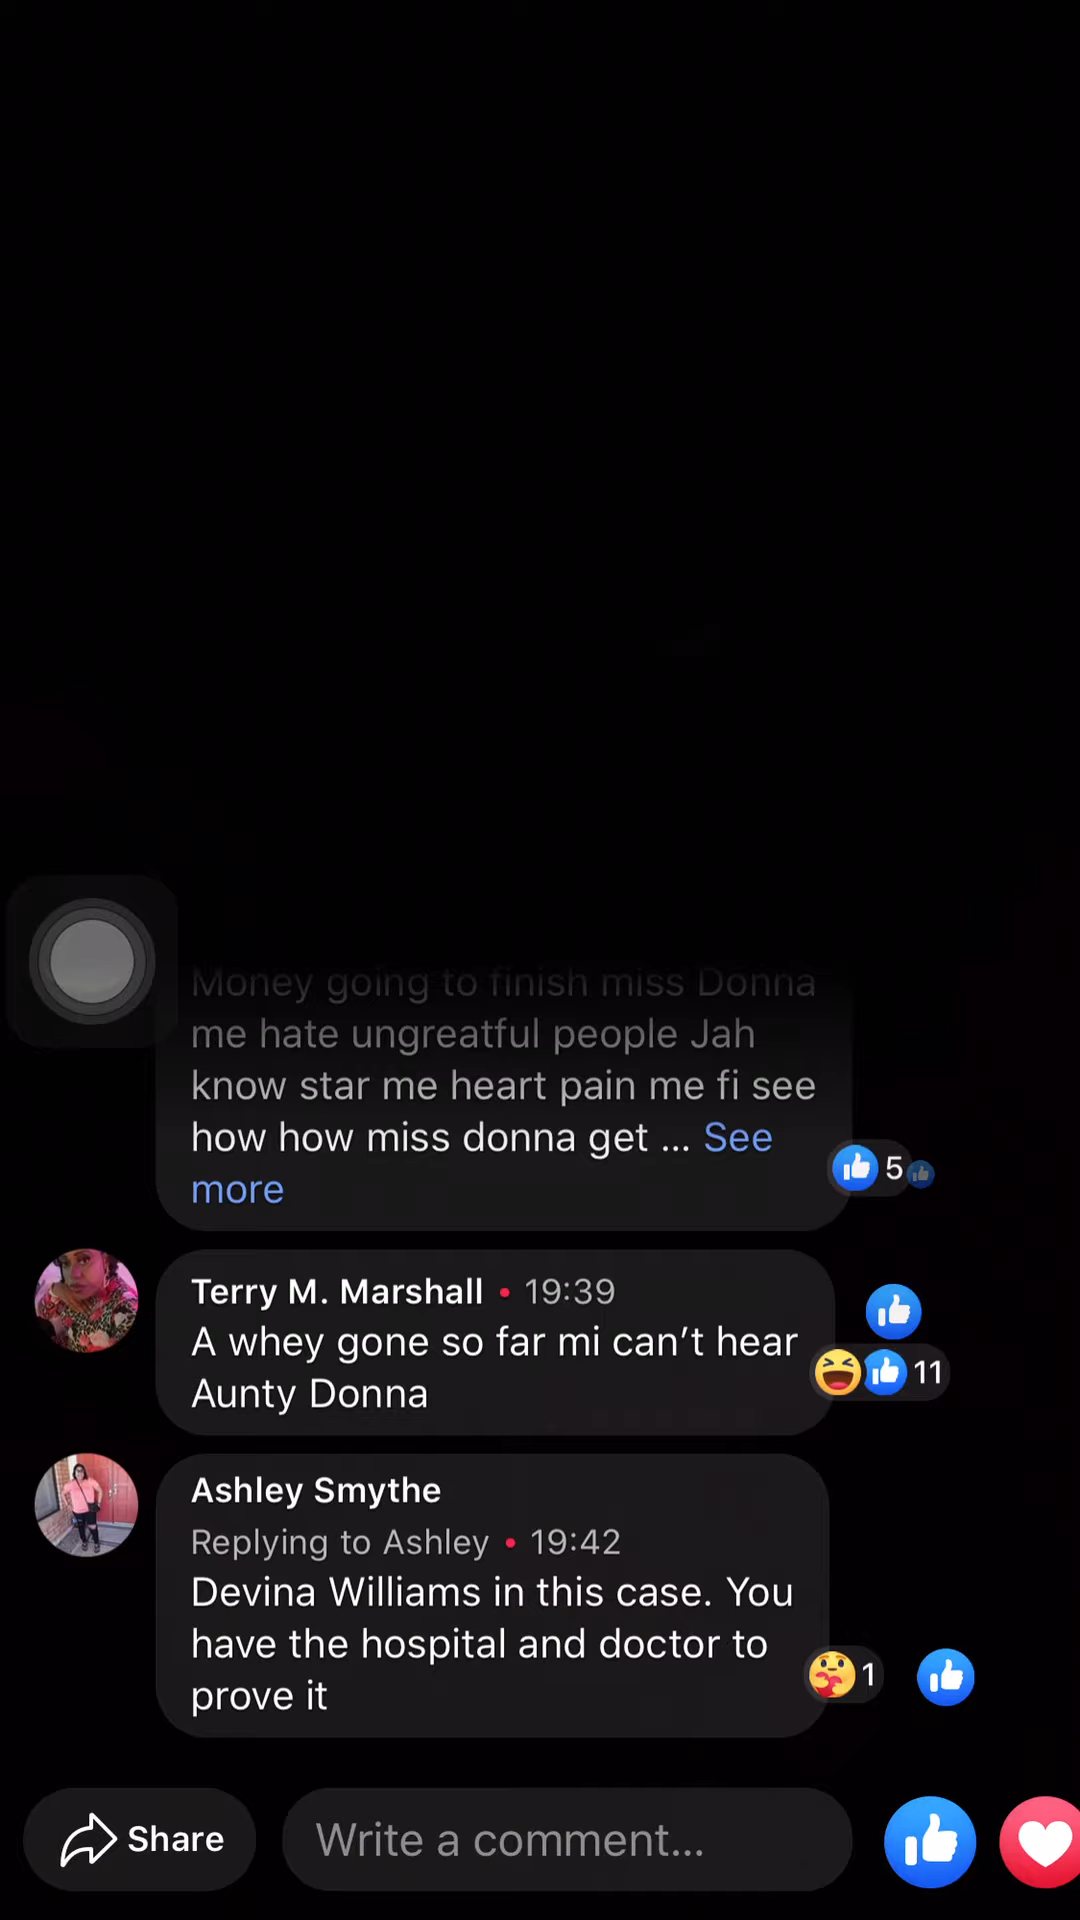 Money going to finish miss Donna
me hate ungreatful people Jah
know star me heart pain me fi see
how how miss donna get ... See
more
5
Terry M. Marshall • 19:39
A whey gone so far mi can’t hear
Aunty Donna
11
Ashley Smythe
Replying to Ashley • 19:42
Devina Williams in this case. You
have the hospital and doctor to
prove it
1
Share
Write a comment...